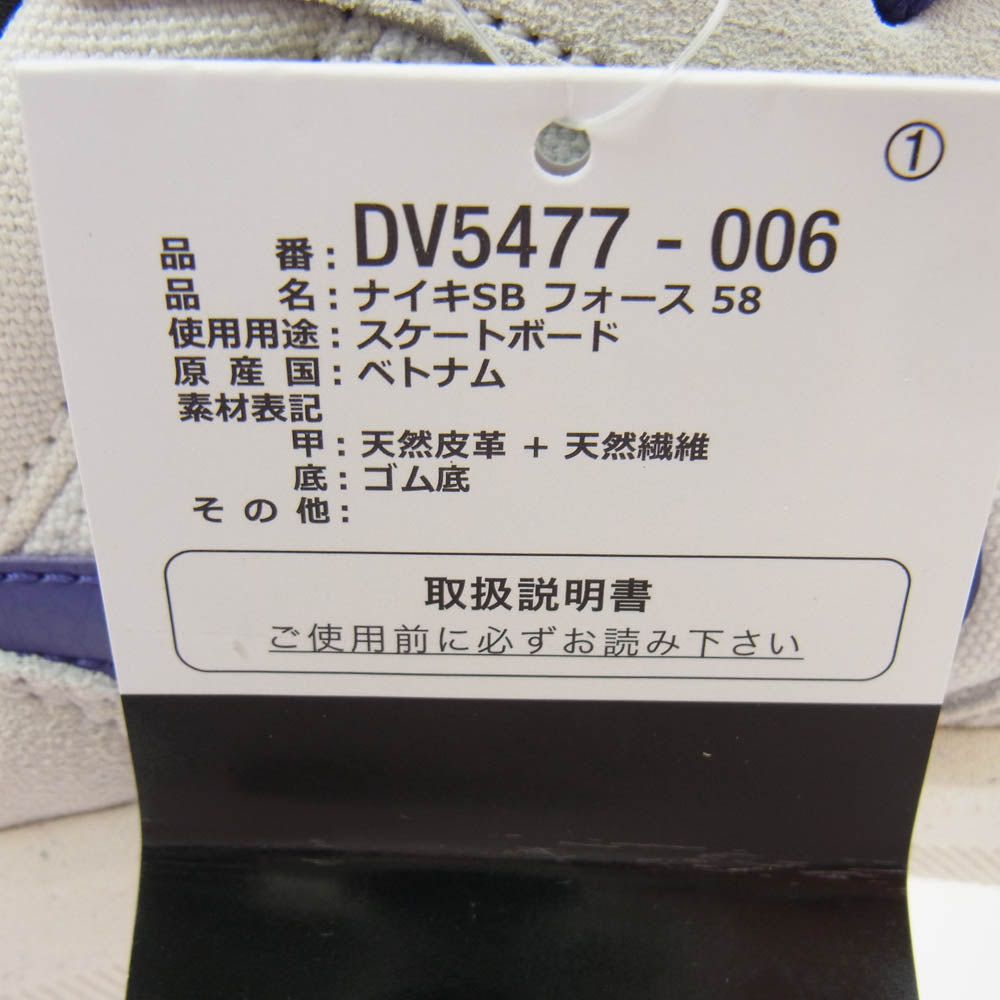 ①
品　　番 : DV5477 - 006
品　　名 : ナイキSB フォース 58
使用用途 : スケートボード
原 産 国 : ベトナム
素材表記
甲 : 天然皮革 + 天然繊維
底 : ゴム底
そ の 他 :
取扱説明書
ご使用前に必ずお読み下さい